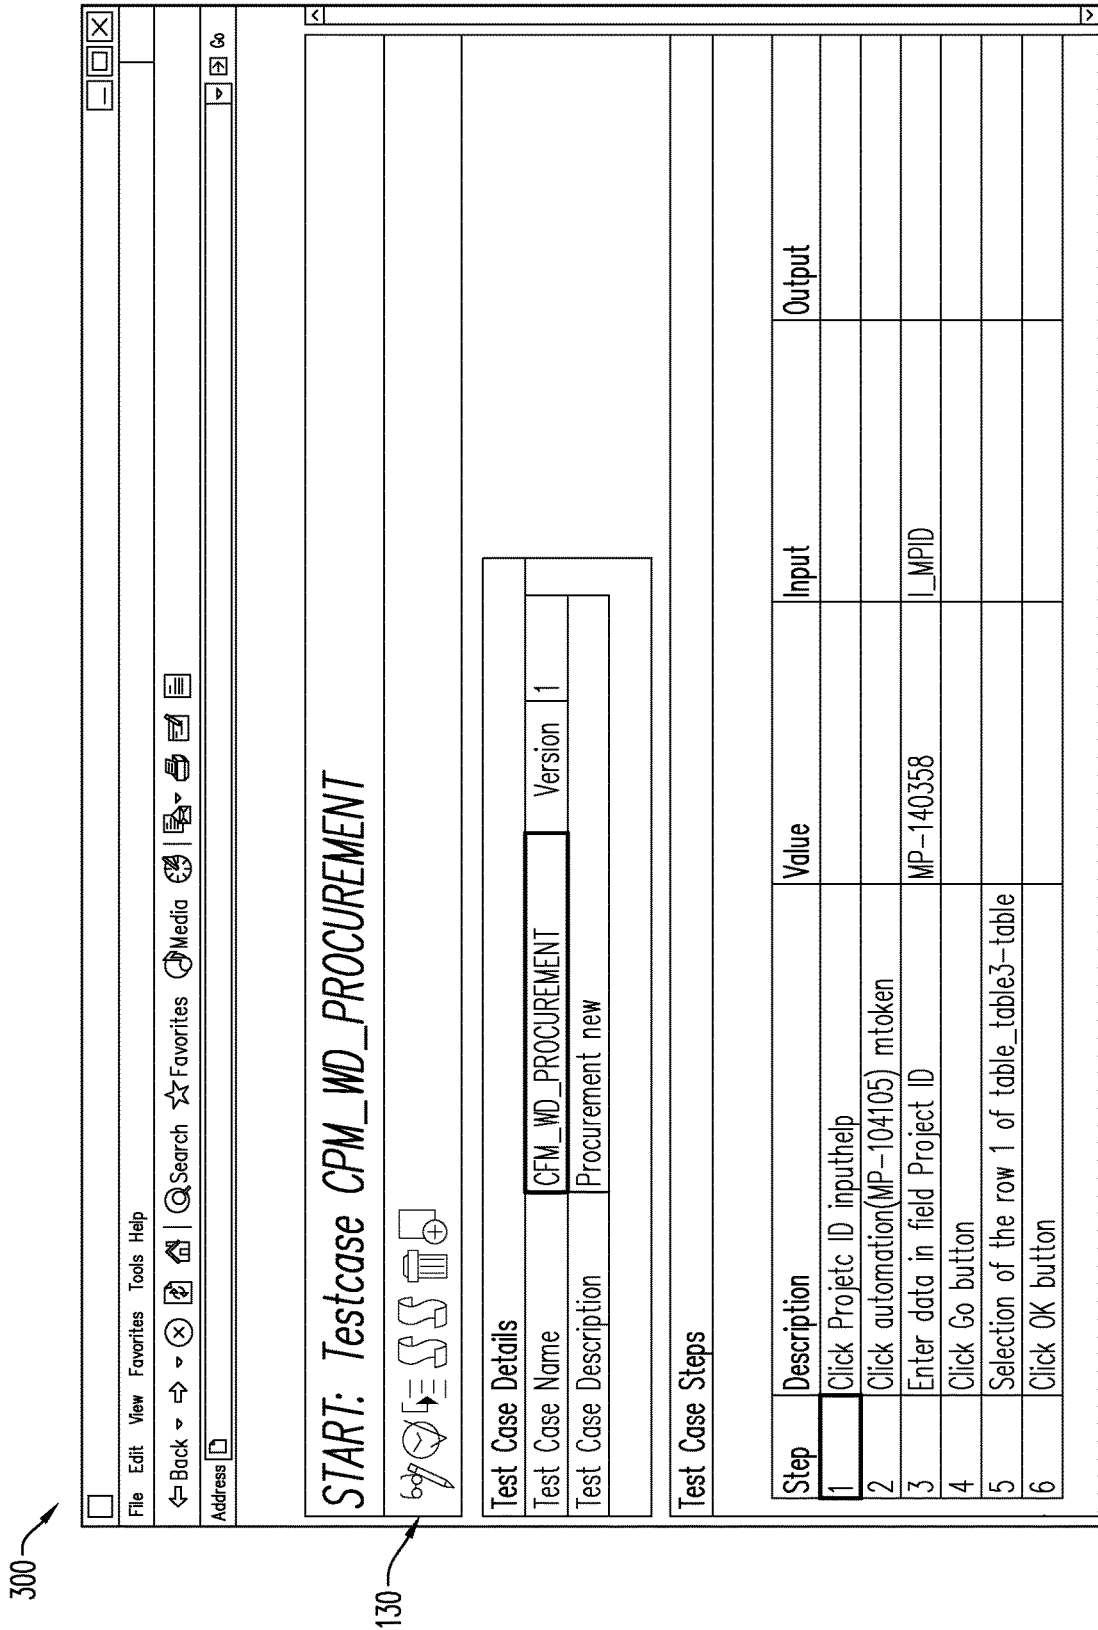 300
File Edit View Favorites Tools Help
Back Search Favorites Media
Address Go
START: Testcase CPM_WD_PROCUREMENT
130
Test Case Details
Test Case Name CFM_WD_PROCUREMENT Version 1
Test Case Description Procurement new
Test Case Steps
Step Description Value Input Output
1 Click Projetc ID inputhelp
2 Click automation(MP-104105) mtoken
3 Enter data in field Project ID MP-140358 I_MPID
4 Click Go button
5 Selection of the row 1 of table_table3-table
6 Click OK button